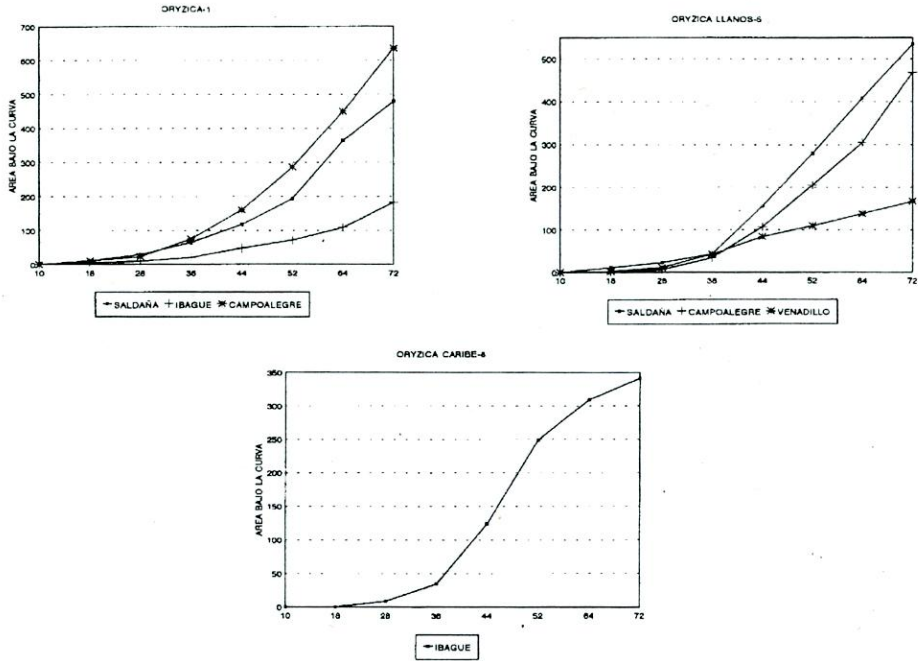 ORYZICA-1
AREA BAJO LA CURVA
700
600
500
400
300
200
100
0
10 18 28 36 44 52 64 72
SALDAÑA IBAGUE CAMPOALEGRE
ORYZICA LLANOS-5
AREA BAJO LA CURVA
500
400
300
200
100
0
10 18 28 36 44 52 64 72
SALDAÑA CAMPOALEGRE VENADILLO
ORYZICA CARIBE-8
AREA BAJO LA CURVA
350
300
250
200
150
100
50
0
10 18 28 36 44 52 64 72
IBAGUE